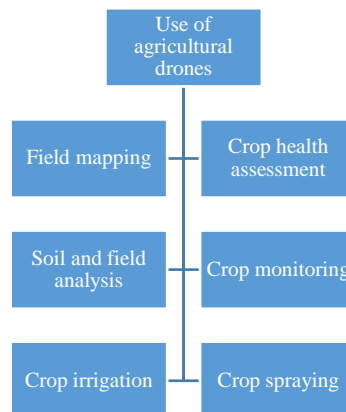 Use of
agricultural
drones
Field mapping
Crop health
assessment
Soil and field
analysis
Crop monitoring
Crop irrigation
Crop spraying